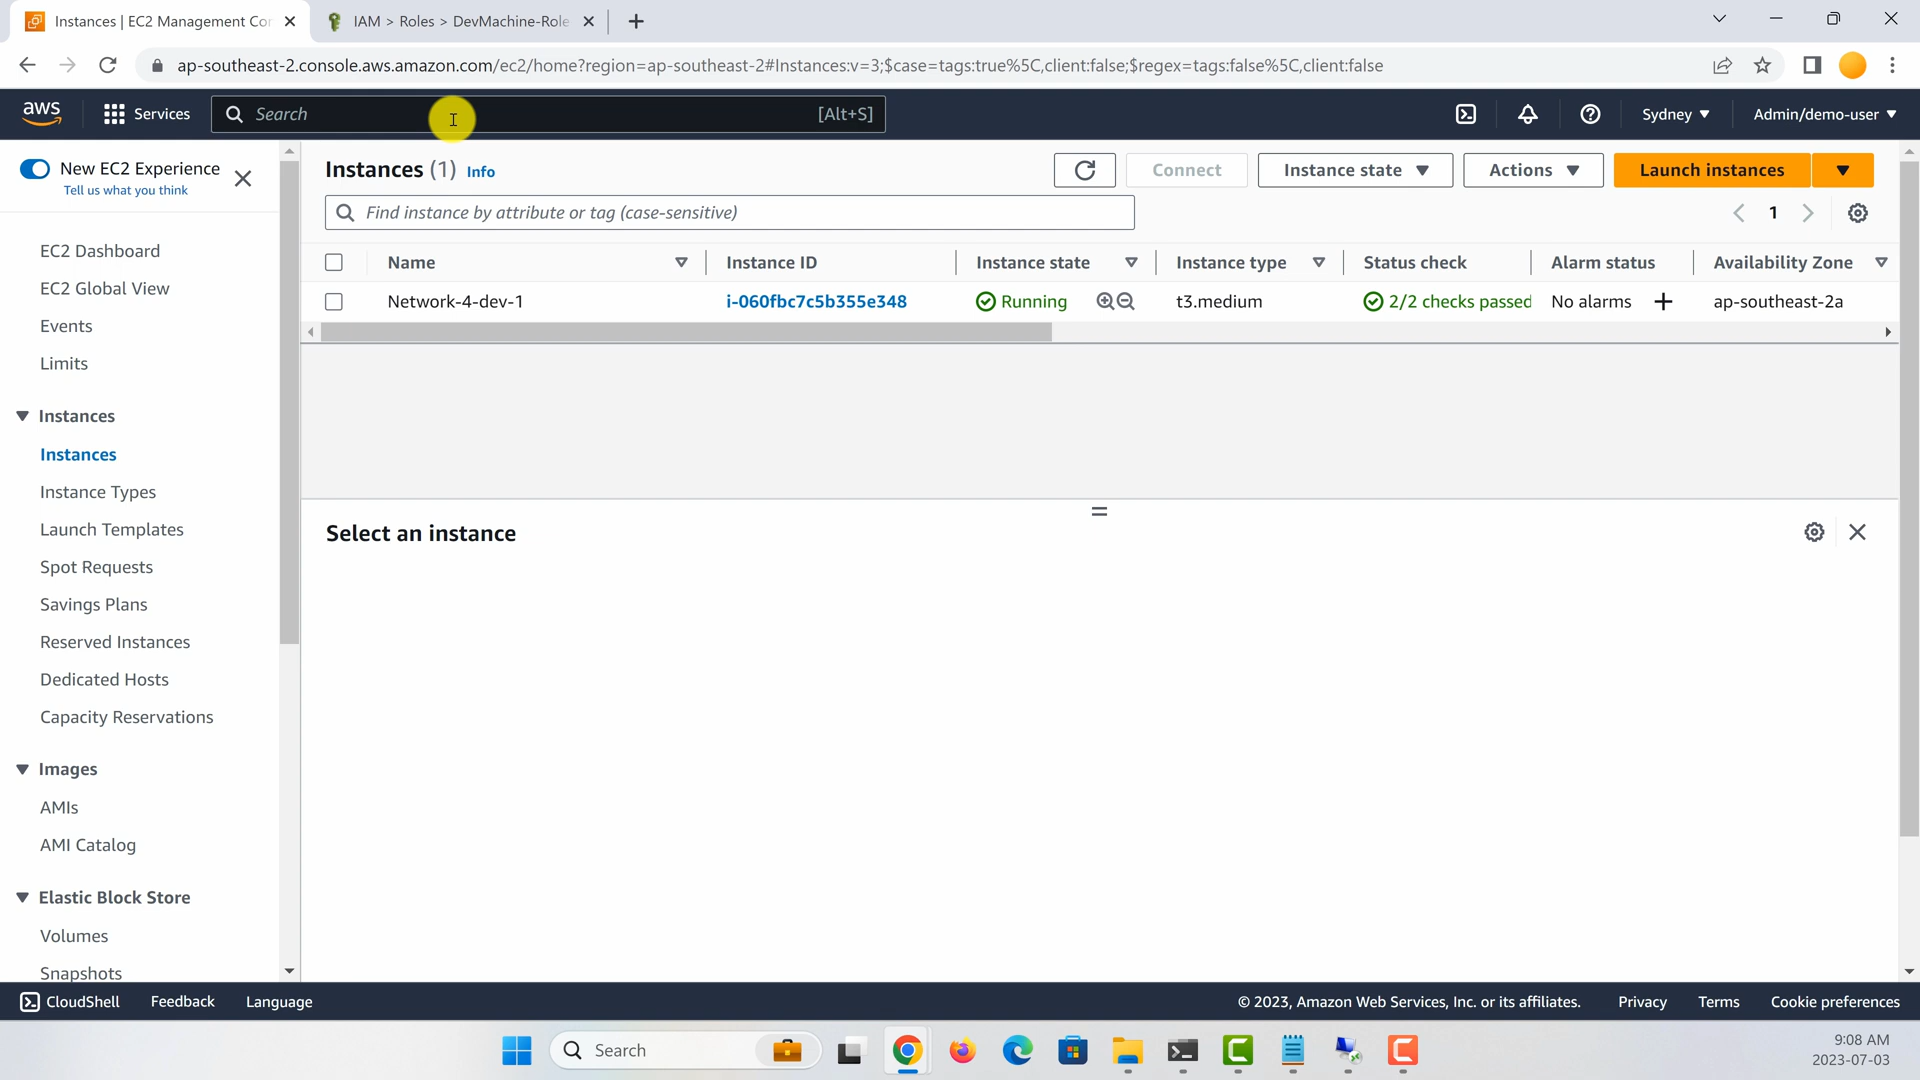 Instances | EC2 Management Con
IAM > Roles > DevMachine-Role
ap-southeast-2.console.aws.amazon.com/ec2/home?region=ap-southeast-2#Instances:v=3;$case=tags:true%5C,client:false;$regex=tags:false%5C,client:false
aws
Services
Search
[Alt+S]
Sydney
Admin/demo-user
New EC2 Experience
Tell us what you think
EC2 Dashboard
EC2 Global View
Events
Limits
Instances
Instances
Instance Types
Launch Templates
Spot Requests
Savings Plans
Reserved Instances
Dedicated Hosts
Capacity Reservations
Images
AMIs
AMI Catalog
Elastic Block Store
Volumes
Snapshots
Instances (1) Info
Connect
Instance state
Actions
Launch instances
Find instance by attribute or tag (case-sensitive)
1
Name Instance ID Instance state Instance type Status check Alarm status Availability Zone
Network-4-dev-1 i-060fbc7c5b355e348 Running t3.medium 2/2 checks passed No alarms + ap-southeast-2a
Select an instance
CloudShell Feedback Language
© 2023, Amazon Web Services, Inc. or its affiliates. Privacy Terms Cookie preferences
Search
9:08 AM
2023-07-03